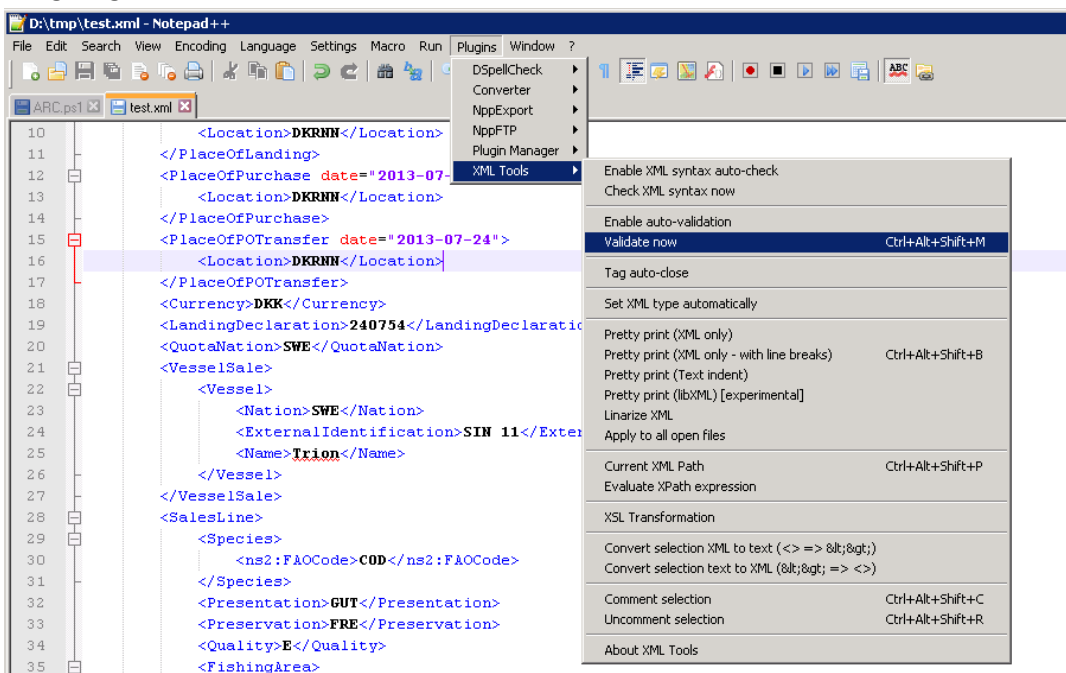 D:\tmp\test.xml - Notepad++
File Edit Search View Encoding Language Settings Macro Run Plugins Window ?
ABC
ARC.ps1 test.xml
DSpellCheck
Converter
NppExport
NppFTP
Plugin Manager
XML Tools
Enable XML syntax auto-check
Check XML syntax now
Enable auto-validation
Validate now Ctrl+Alt+Shift+M
Tag auto-close
Set XML type automatically
Pretty print (XML only)
Pretty print (XML only - with line breaks) Ctrl+Alt+Shift+B
Pretty print (Text indent)
Pretty print (libXML) [experimental]
Linarize XML
Apply to all open files
Current XML Path Ctrl+Alt+Shift+P
Evaluate XPath expression
XSL Transformation
Convert selection XML to text (<> => &lt;&gt;)
Convert selection text to XML (&lt;&gt; => <>)
Comment selection Ctrl+Alt+Shift+C
Uncomment selection Ctrl+Alt+Shift+R
About XML Tools
10 <Location>DKRNN</Location>
11 </PlaceOfLanding>
12 <PlaceOfPurchase date="2013-07-
13 <Location>DKRNN</Location>
14 </PlaceOfPurchase>
15 <PlaceOfPOTransfer date="2013-07-24">
16 <Location>DKRNN</Location>
17 </PlaceOfPOTransfer>
18 <Currency>DKK</Currency>
19 <LandingDeclaration>240754</LandingDeclaratio
20 <QuotaNation>SWE</QuotaNation>
21 <VesselSale>
22 <Vessel>
23 <Nation>SWE</Nation>
24 <ExternalIdentification>SIN 11</Exter
25 <Name>Trion</Name>
26 </Vessel>
27 </VesselSale>
28 <SalesLine>
29 <Species>
30 <ns2:FAOCode>COD</ns2:FAOCode>
31 </Species>
32 <Presentation>GUT</Presentation>
33 <Preservation>FRE</Preservation>
34 <Quality>E</Quality>
35 <FishingArea>